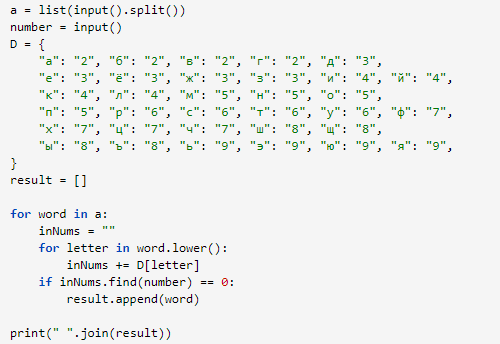 a = list(input().split())
number = input()
D = {
    "а": "2", "б": "2", "в": "2", "г": "2", "д": "3",
    "е": "3", "ё": "3", "ж": "3", "з": "3", "и": "4", "й": "4",
    "к": "4", "л": "4", "м": "5", "н": "5", "о": "5",
    "п": "5", "р": "6", "с": "6", "т": "6", "у": "6", "ф": "7",
    "х": "7", "ц": "7", "ч": "7", "ш": "8", "щ": "8",
    "ы": "8", "ъ": "8", "ь": "9", "э": "9", "ю": "9", "я": "9",
}
result = []
for word in a:
    inNums = ""
    for letter in word.lower():
        inNums += D[letter]
    if inNums.find(number) == 0:
        result.append(word)
print(" ".join(result))